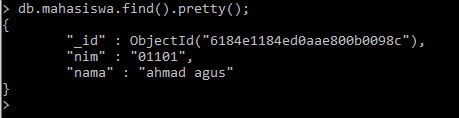 > db.mahasiswa.find().pretty();
{
        "_id" : ObjectId("6184e1184ed0aae800b0098c"),
        "nim" : "01101",
        "nama" : "ahmad agus"
}
>